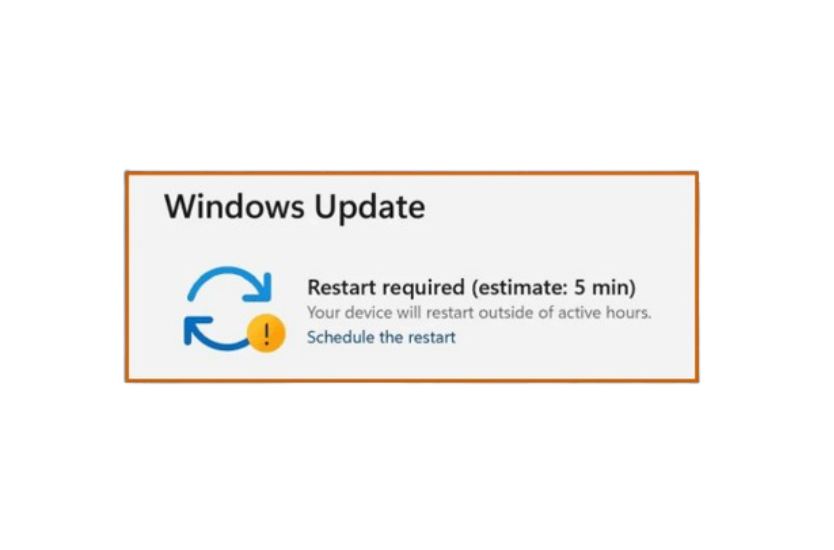 Windows Update
Restart required (estimate: 5 min)
Your device will restart outside of active hours.
Schedule the restart